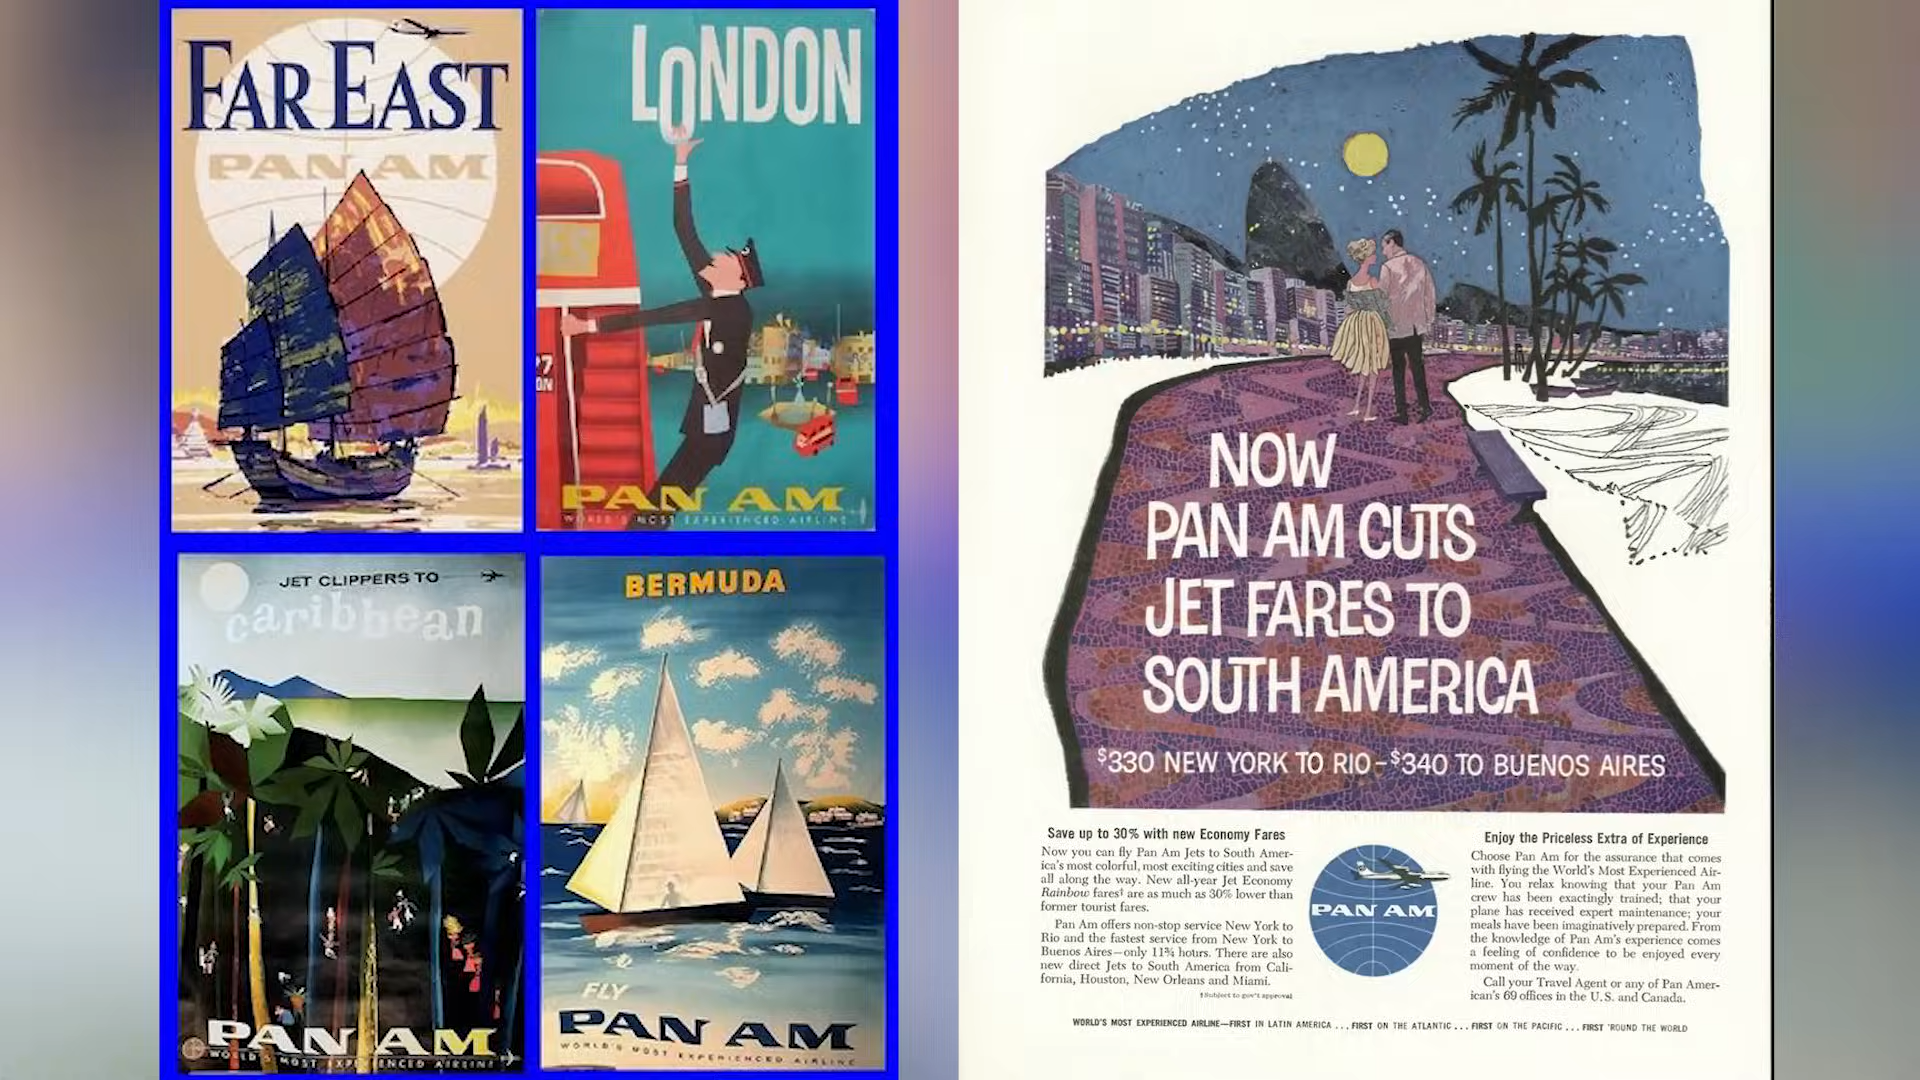 FAR EAST
PAN AM
LONDON
27
ON
PAN AM
WORLD'S MOST EXPERIENCED AIRLINE
JET CLIPPERS TO
caribbean
PAN AM
WORLD'S MOST EXPERIENCED AIRLINE
BERMUDA
FLY
PAN AM
WORLD'S MOST EXPERIENCED AIRLINE
NOW
PAN AM CUTS
JET FARES TO
SOUTH AMERICA
$330 NEW YORK TO RIO–$340 TO BUENOS AIRES
Save up to 30% with new Economy Fares
Now you can fly Pan Am Jets to South Amer-
ica's most colorful, most exciting cities and save
all along the way. New all-year Jet Economy
Rainbow fares† are as much as 30% lower than
former tourist fares.
Pan Am offers non-stop service New York to
Rio and the fastest service from New York to
Buenos Aires—only 11¾ hours. There are also
new direct Jets to South America from Cali-
fornia, Houston, New Orleans and Miami.
†Subject to gov't approval
PAN AM
Enjoy the Priceless Extra of Experience
Choose Pan Am for the assurance that comes
with flying the World's Most Experienced Air-
line. You relax knowing that your Pan Am
crew has been exactingly trained; that your
plane has received expert maintenance; your
meals have been imaginatively prepared. From
the knowledge of Pan Am's experience comes
a feeling of confidence to be enjoyed every
moment of the way.
Call your Travel Agent or any of Pan Amer-
ican's 69 offices in the U.S. and Canada.
WORLD'S MOST EXPERIENCED AIRLINE—FIRST IN LATIN AMERICA ... FIRST ON THE ATLANTIC ... FIRST ON THE PACIFIC ... FIRST 'ROUND THE WORLD